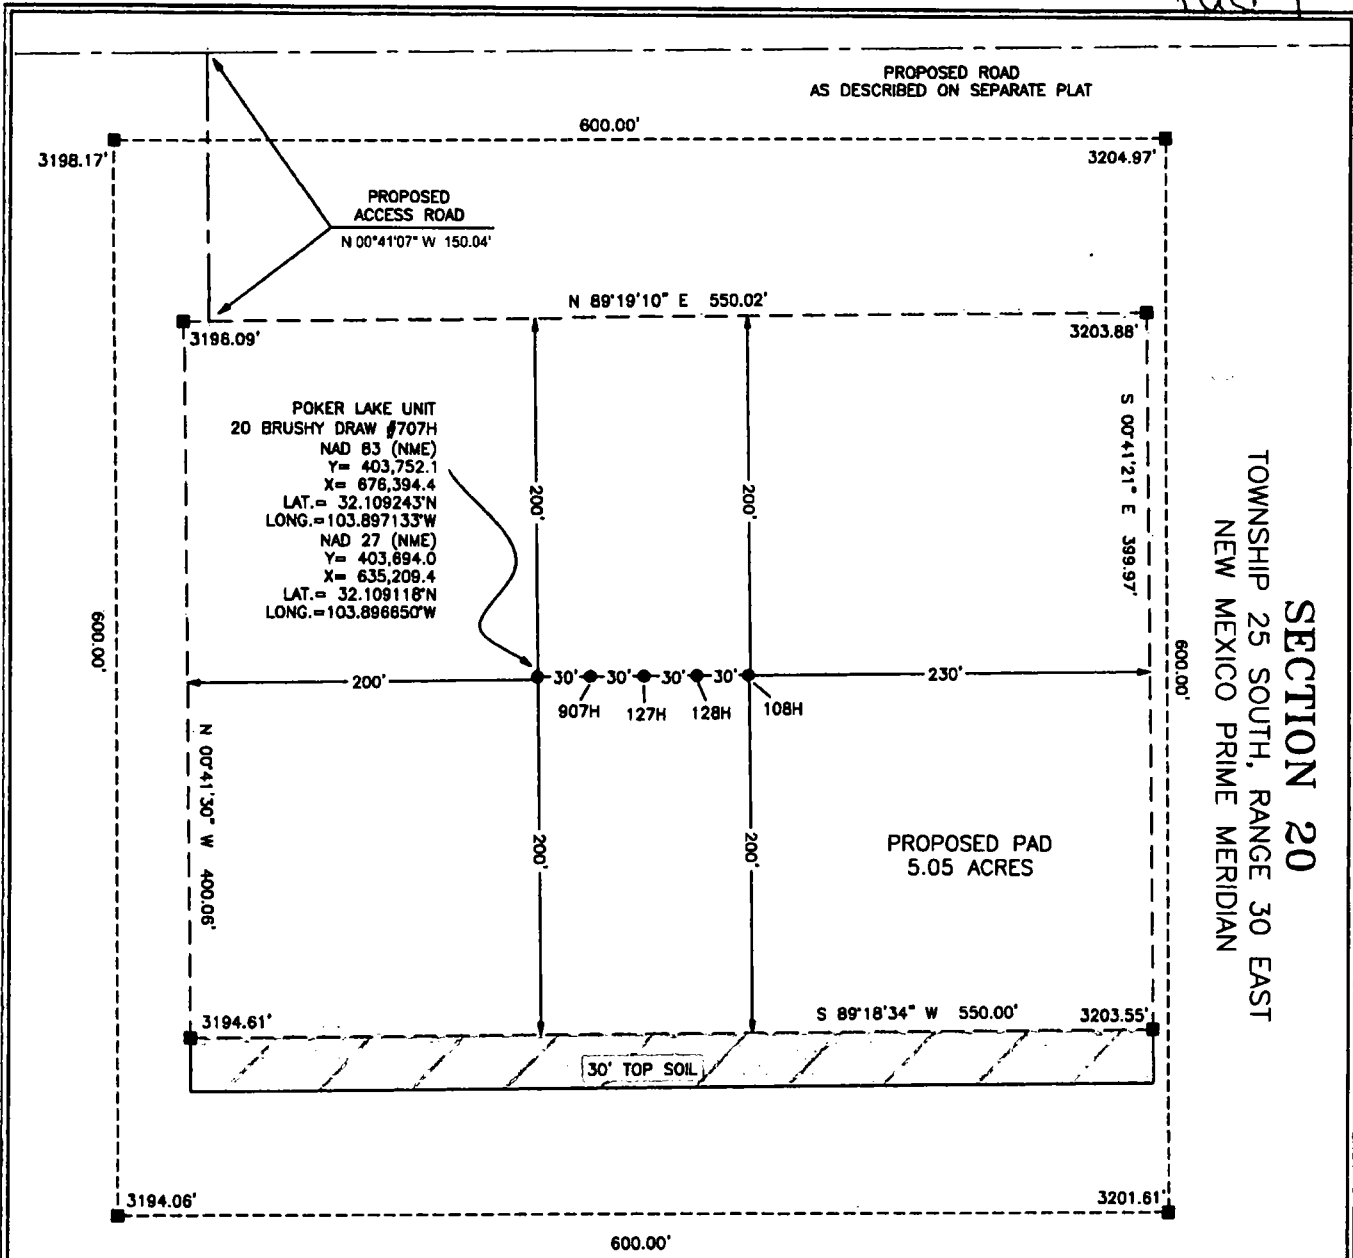 PROPOSED ROAD
AS DESCRIBED ON SEPARATE PLAT
600.00'
3198.17'
3204.97'
PROPOSED
ACCESS ROAD
N 00°41'07" W 150.04'
N 89°19'10" E 550.02'
3198.09'
3203.88'
POKER LAKE UNIT
20 BRUSHY DRAW #707H
NAD 83 (NME)
Y= 403,752.1
X= 676,394.4
LAT.= 32.109243°N
LONG.=103.897133°W
NAD 27 (NME)
Y= 403,694.0
X= 635,209.4
LAT.= 32.109118°N
LONG.=103.896650°W
S 00°41'21" E 399.97'
200'
200'
SECTION 20
TOWNSHIP 25 SOUTH, RANGE 30 EAST
NEW MEXICO PRIME MERIDIAN
600.00'
600.00'
200'
30'
30'
30'
30'
230'
907H
127H
128H
108H
N 00°41'30" W 400.06'
200'
200'
PROPOSED PAD
5.05 ACRES
3194.61'
S 89°18'34" W 550.00'
3203.55'
30' TOP SOIL
3194.06'
3201.61'
600.00'